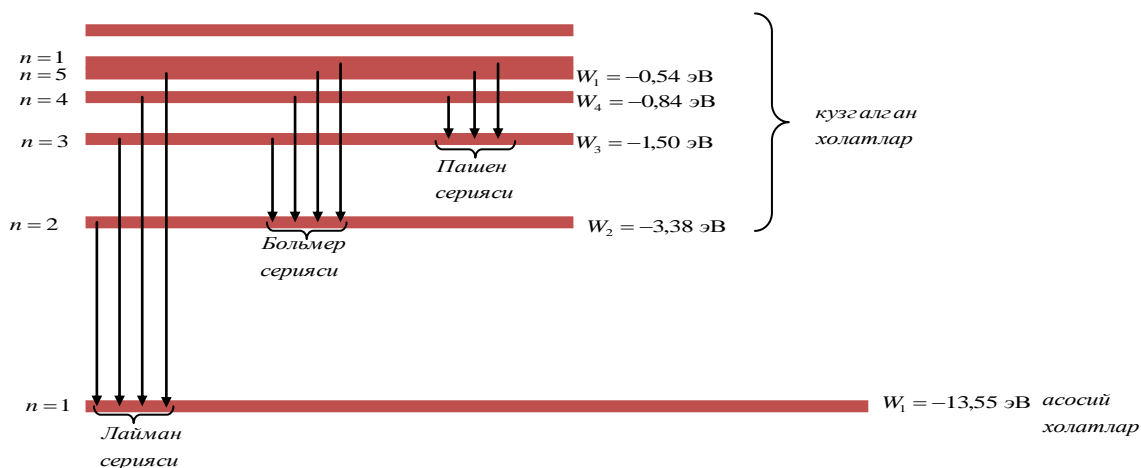 n = 1
n = 5
W₁ = −0,54 эВ
n = 4
W₄ = −0,84 эВ
n = 3
W₃ = −1,50 эВ
кузгалган
холатлар
Пашен
серияси
n = 2
W₂ = −3,38 эВ
Больмер
серияси
n = 1
W₁ = −13,55 эВ
асосий
холатлар
Лайман
серияси